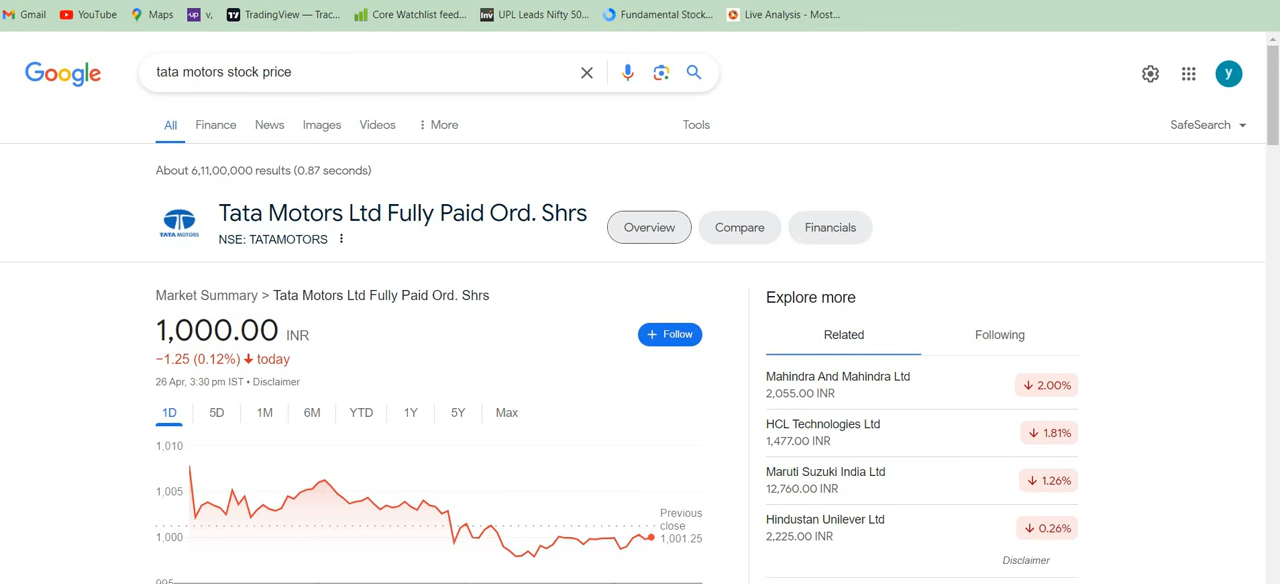 Gmail YouTube Maps up v, TradingView — Trac... Core Watchlist feed... Inv UPL Leads Nifty 50... Fundamental Stock... Live Analysis - Most...
Google tata motors stock price y
All Finance News Images Videos More Tools SafeSearch
About 6,11,00,000 results (0.87 seconds)
TATA MOTORS
Tata Motors Ltd Fully Paid Ord. Shrs
NSE: TATAMOTORS
Overview Compare Financials
Market Summary > Tata Motors Ltd Fully Paid Ord. Shrs
1,000.00 INR
+ Follow
−1.25 (0.12%) today
26 Apr, 3:30 pm IST • Disclaimer
1D 5D 1M 6M YTD 1Y 5Y Max
1,010
1,005
1,000
995
Previous
close
1,001.25
Explore more
Related Following
Mahindra And Mahindra Ltd
2,055.00 INR
2.00%
HCL Technologies Ltd
1,477.00 INR
1.81%
Maruti Suzuki India Ltd
12,760.00 INR
1.26%
Hindustan Unilever Ltd
2,225.00 INR
0.26%
Disclaimer